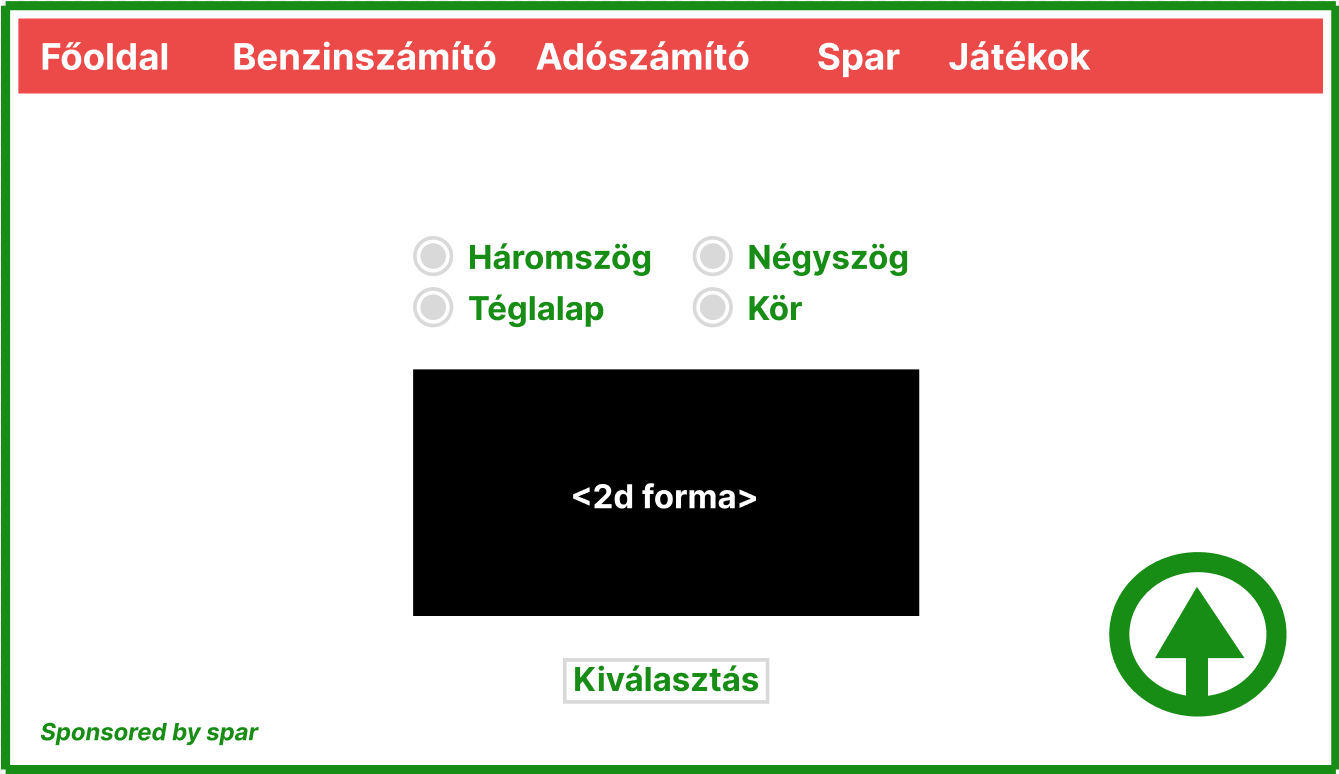 Főoldal Benzinszámító Adószámító Spar Játékok
Háromszög Négyszög
Téglalap Kör
<2d forma>
Kiválasztás
Sponsored by spar